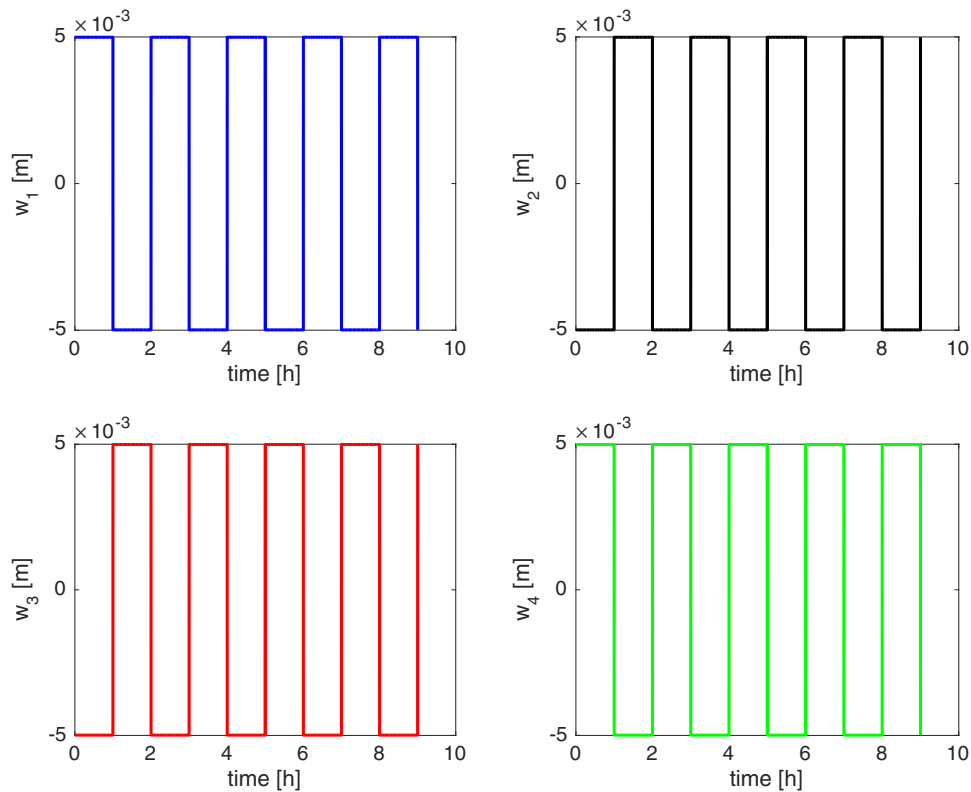 ×10⁻³
5
0
-5
w₁ [m]
0 2 4 6 8 10
time [h]
×10⁻³
5
0
-5
w₂ [m]
0 2 4 6 8 10
time [h]
×10⁻³
5
0
-5
w₃ [m]
0 2 4 6 8 10
time [h]
×10⁻³
5
0
-5
w₄ [m]
0 2 4 6 8 10
time [h]